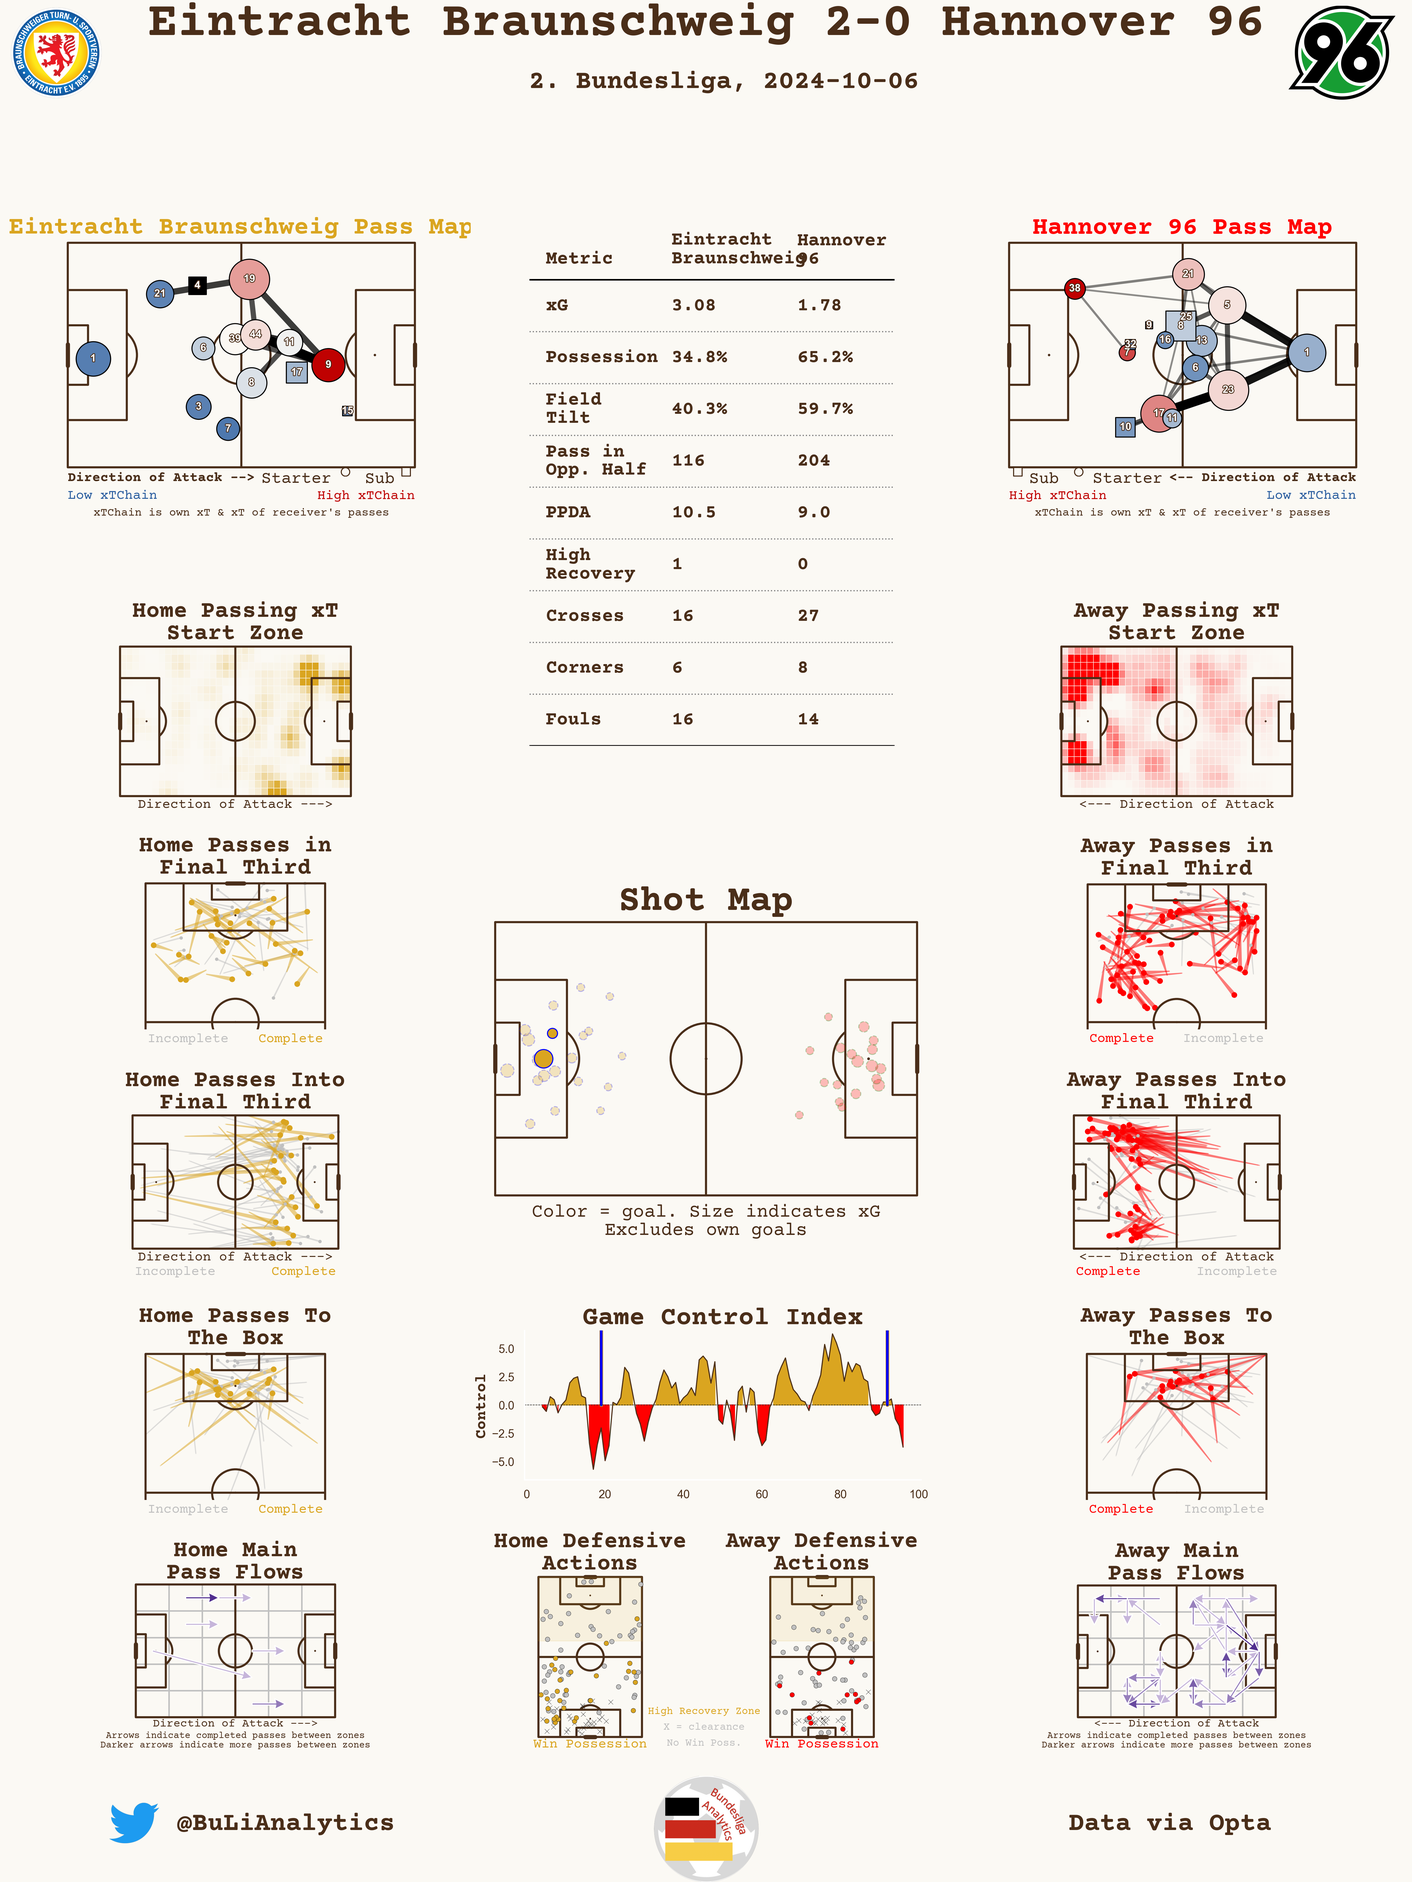 Eintracht Braunschweig 2-0 Hannover 96
2. Bundesliga, 2024-10-06
BRAUNSCHWEIGER TURN- U. SPORTVEREIN
EINTRACHT E.V. 1895
96
Eintracht Braunschweig Pass Map
21
4
19
39
44
11
6
1
9
17
8
3
15
7
Direction of Attack --> Starter Sub
Low xTChain High xTChain
xTChain is own xT & xT of receiver's passes
Metric Eintracht Braunschweig Hannover 96
xG 3.08 1.78
Possession 34.8% 65.2%
Field Tilt 40.3% 59.7%
Pass in Opp. Half 116 204
PPDA 10.5 9.0
High Recovery 1 0
Crosses 16 27
Corners 6 8
Fouls 16 14
Hannover 96 Pass Map
38
21
5
25
9
8
32
7
16
13
1
6
23
17
11
10
Sub Starter <-- Direction of Attack
High xTChain Low xTChain
xTChain is own xT & xT of receiver's passes
Home Passing xT
Start Zone
Direction of Attack --->
Away Passing xT
Start Zone
<--- Direction of Attack
Home Passes in
Final Third
Incomplete Complete
Away Passes in
Final Third
Complete Incomplete
Shot Map
Color = goal. Size indicates xG
Excludes own goals
Home Passes Into
Final Third
Direction of Attack --->
Incomplete Complete
Away Passes Into
Final Third
<--- Direction of Attack
Complete Incomplete
Home Passes To
The Box
Incomplete Complete
Game Control Index
Control
5.0
2.5
0.0
−2.5
−5.0
0 20 40 60 80 100
Away Passes To
The Box
Complete Incomplete
Home Main
Pass Flows
Direction of Attack --->
Arrows indicate completed passes between zones
Darker arrows indicate more passes between zones
Home Defensive
Actions
Win Possession
High Recovery Zone
X = clearance
No Win Poss.
Away Defensive
Actions
Win Possession
Away Main
Pass Flows
<--- Direction of Attack
Arrows indicate completed passes between zones
Darker arrows indicate more passes between zones
@BuLiAnalytics
Bundesliga
Analytics
Data via Opta